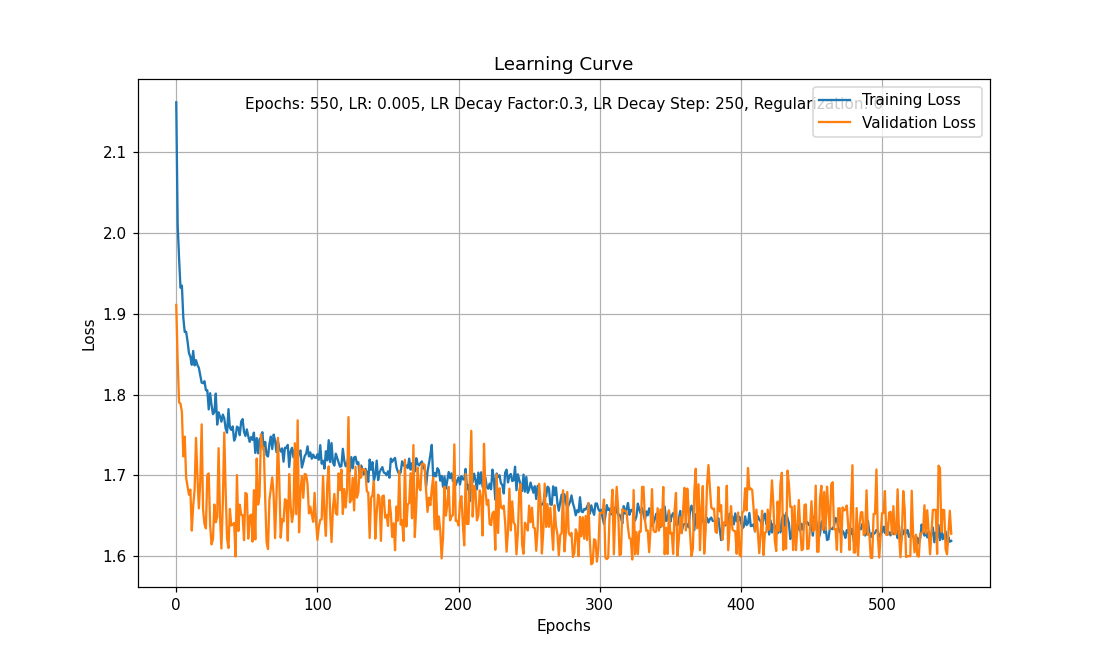 Learning Curve
Epochs: 550, LR: 0.005, LR Decay Factor:0.3, LR Decay Step: 250, Regularization: 0
Training Loss
Validation Loss
2.1
2.0
1.9
1.8
1.7
1.6
Loss
0 100 200 300 400 500
Epochs